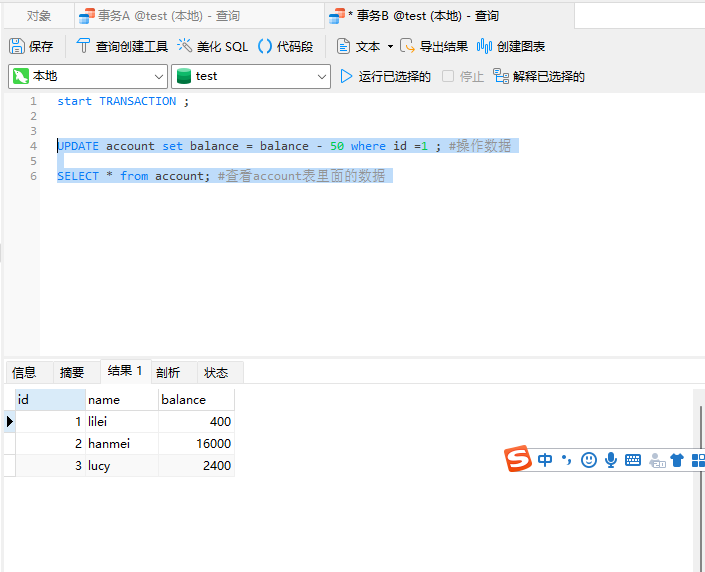 对象 事务A @test (本地) - 查询 * 事务B @test (本地) - 查询
保存 查询创建工具 美化 SQL 代码段 文本 导出结果 创建图表
本地 test 运行已选择的 停止 解释已选择的
1 start TRANSACTION ;
2
3
4 UPDATE account set balance = balance - 50 where id =1 ; #操作数据
5
6 SELECT * from account; #查看account表里面的数据
信息 摘要 结果 1 剖析 状态
id name balance
1 lilei 400
2 hanmei 16000
3 lucy 2400
S 中